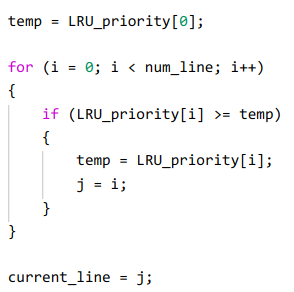 temp = LRU_priority[0];
for (i = 0; i < num_line; i++)
{
    if (LRU_priority[i] >= temp)
    {
        temp = LRU_priority[i];
        j = i;
    }
}
current_line = j;